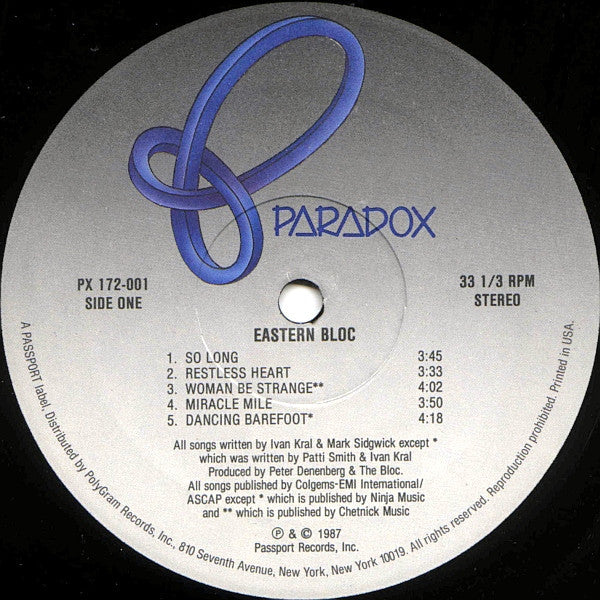 PARADOX
PX 172-001
SIDE ONE
33 1/3 RPM
STEREO
EASTERN BLOC
1. SO LONG 3:45
2. RESTLESS HEART 3:33
3. WOMAN BE STRANGE** 4:02
4. MIRACLE MILE 3:50
5. DANCING BAREFOOT* 4:18
All songs written by Ivan Kral & Mark Sidgwick except *
which was written by Patti Smith & Ivan Kral
Produced by Peter Denenberg & The Bloc.
All songs published by Colgems-EMI International/
ASCAP except * which is published by Ninja Music
and ** which is published by Chetnick Music
℗ & © 1987
Passport Records, Inc.
A PASSPORT label, Distributed by PolyGram Records, Inc., 810 Seventh Avenue, New York, New York 10019. All rights reserved. Reproduction prohibited. Printed in USA.